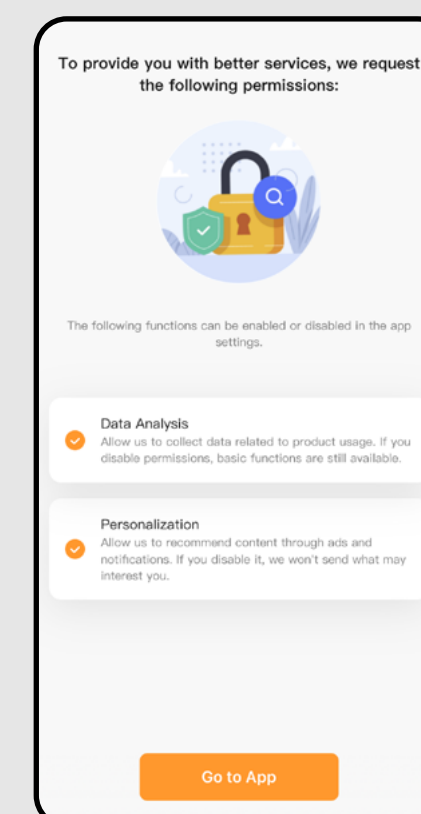 To provide you with better services, we request
the following permissions:
The following functions can be enabled or disabled in the app
settings.
Data Analysis
Allow us to collect data related to product usage. If you
disable permissions, basic functions are still available.
Personalization
Allow us to recommend content through ads and
notifications. If you disable it, we won't send what may
interest you.
Go to App